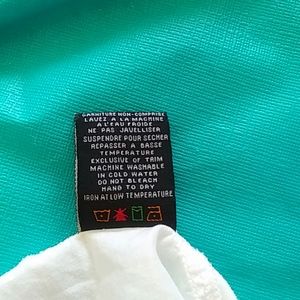 GARNITURE NON-COMPRISE
LAVEZ A LA MACHINE
A L'EAU FROIDE
NE PAS JAVELLISER
SUSPENDRE POUR SECHER
REPASSER A BASSE
TEMPERATURE
EXCLUSIVE OF TRIM
MACHINE WASHABLE
IN COLD WATER
DO NOT BLEACH
HANG TO DRY
IRON AT LOW TEMPERATURE